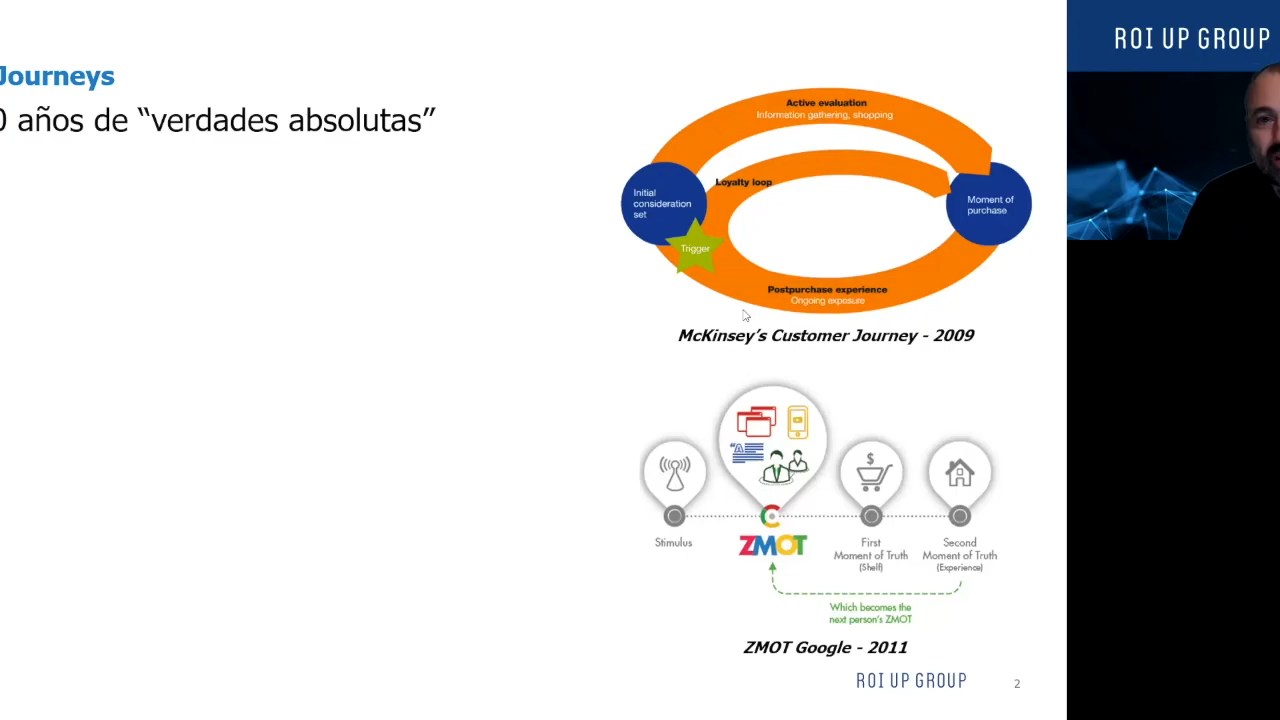 Journeys
0 años de “verdades absolutas”
Active evaluation
Information gathering, shopping
Loyalty loop
Initial
consideration
set
Moment of
purchase
Trigger
Postpurchase experience
Ongoing exposure
McKinsey’s Customer Journey - 2009
$
"A
Stimulus
ZMOT
First
Moment of Truth
(Shelf)
Second
Moment of Truth
(Experience)
Which becomes the
next person's ZMOT
ZMOT Google - 2011
ROI UP GROUP
2
ROI UP GROUP